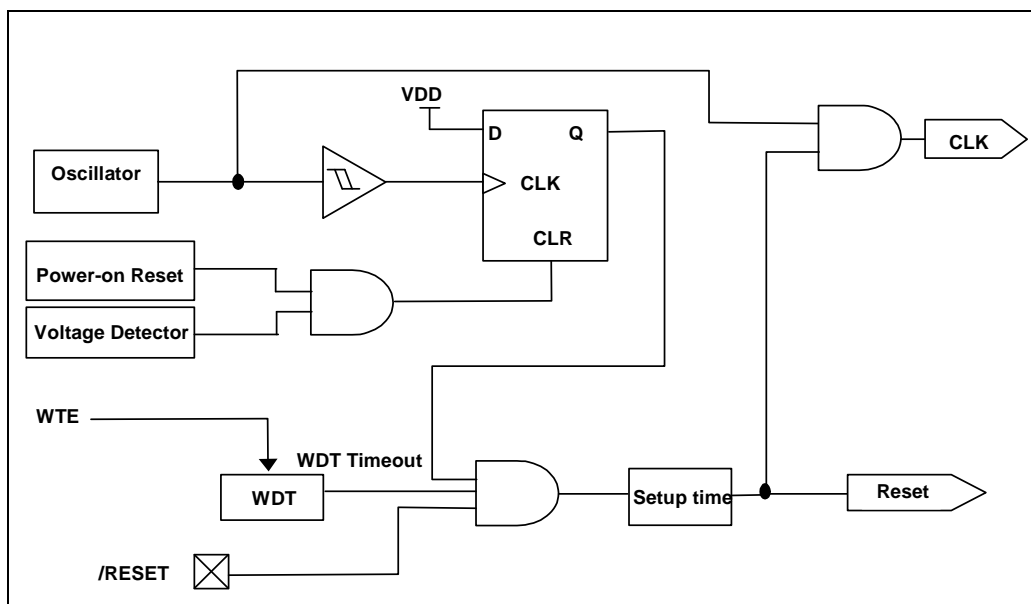 VDD
D
Q
CLK
Oscillator
CLK
CLR
Power-on Reset
Voltage Detector
WTE
WDT Timeout
WDT
Setup time
Reset
/RESET